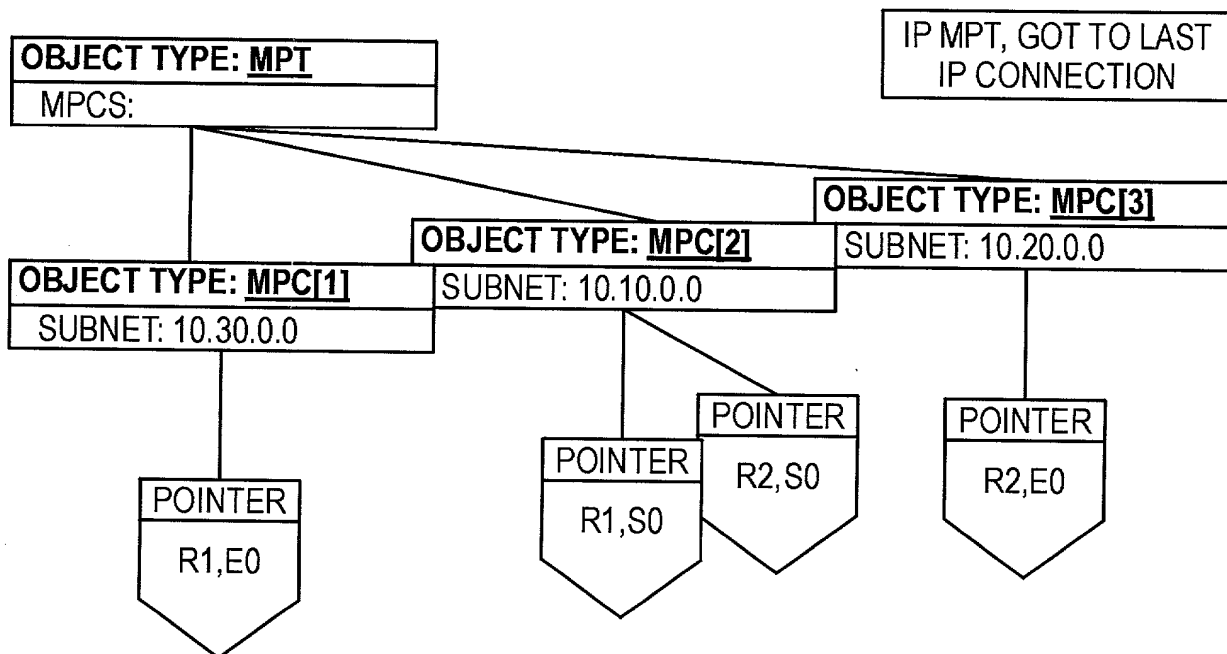 IP MPT, GOT TO LAST
IP CONNECTION
OBJECT TYPE: MPT
MPCS:
OBJECT TYPE: MPC[3]
SUBNET: 10.20.0.0
OBJECT TYPE: MPC[2]
SUBNET: 10.10.0.0
OBJECT TYPE: MPC[1]
SUBNET: 10.30.0.0
POINTER
R1,E0
POINTER
R1,S0
POINTER
R2,S0
POINTER
R2,E0